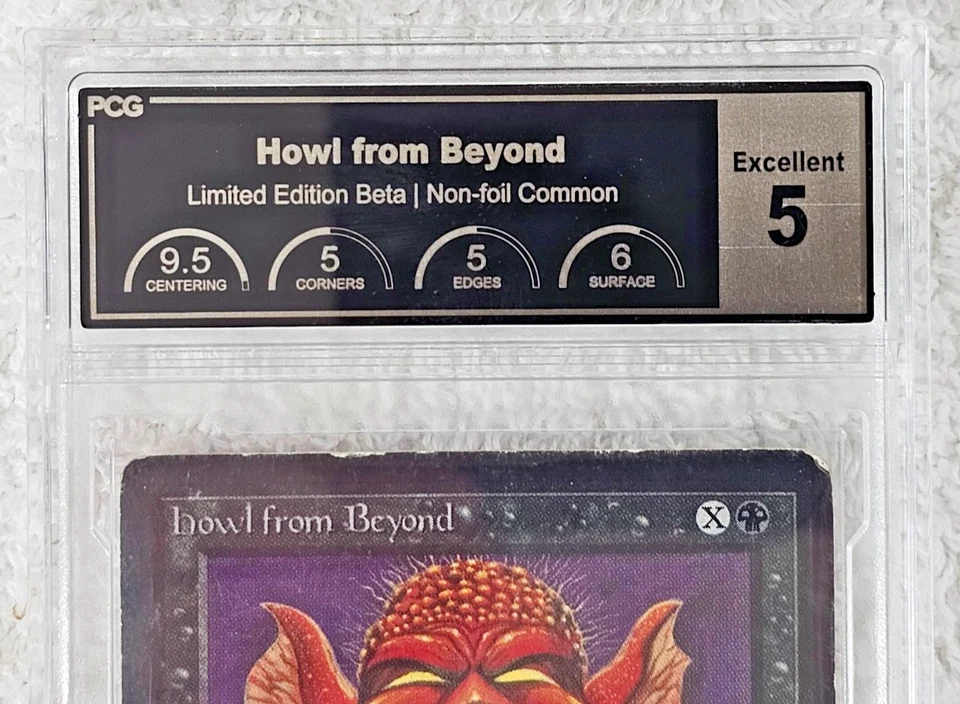 PCG
Howl from Beyond
Limited Edition Beta | Non-foil Common
9.5 5 5 6
CENTERING CORNERS EDGES SURFACE
Excellent
5
Howl from Beyond
X